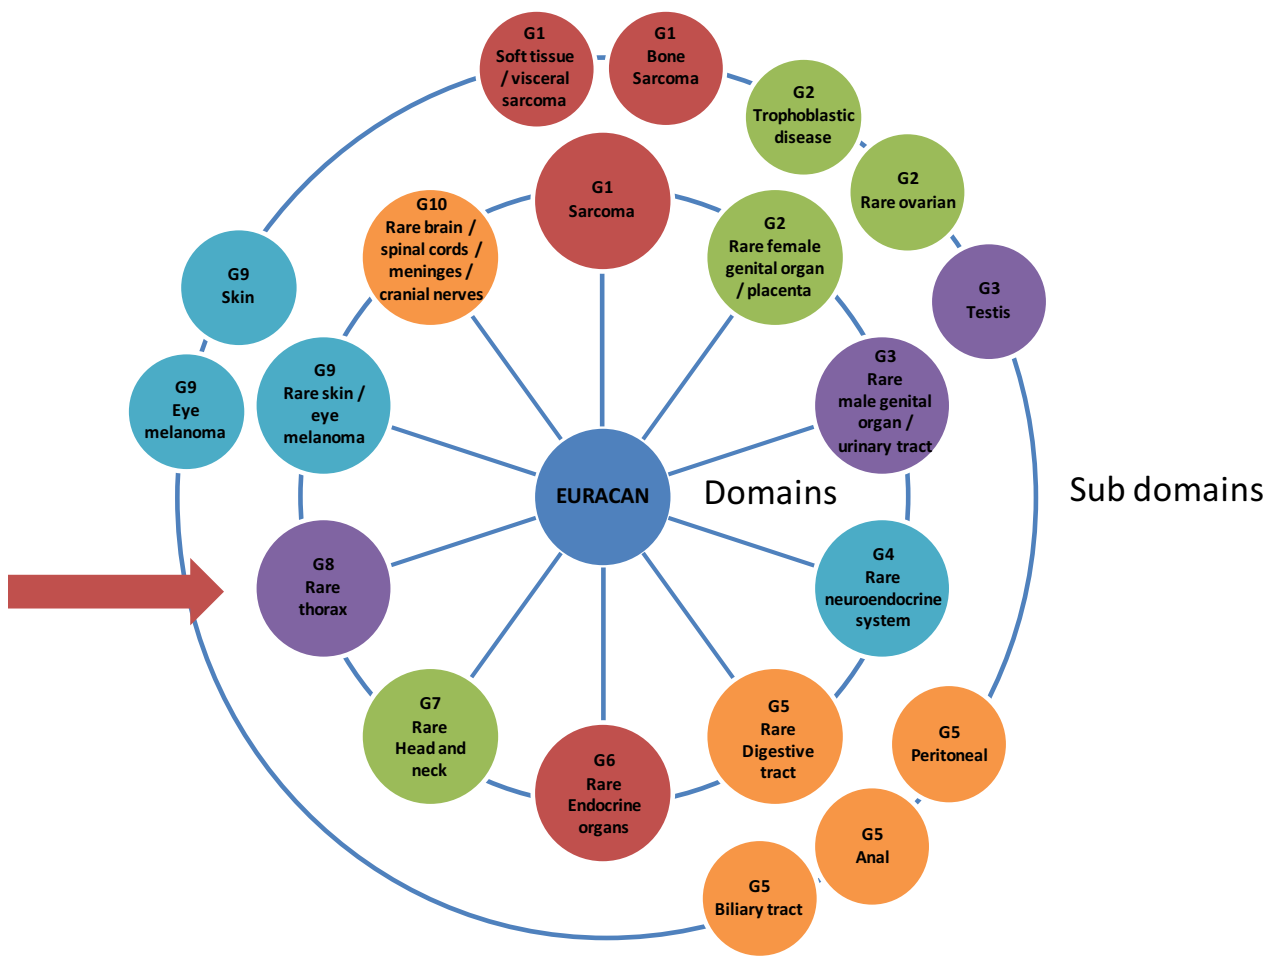 G1
Soft tissue
/ visceral
sarcoma
G1
Bone
Sarcoma
G2
Trophoblastic
disease
G2
Rare ovarian
G3
Testis
G1
Sarcoma
G10
Rare brain /
spinal cords /
meninges /
cranial nerves
G2
Rare female
genital organ
/ placenta
G9
Skin
G9
Eye
melanoma
G9
Rare skin /
eye
melanoma
G3
Rare
male genital
organ /
urinary tract
EURACAN
Domains
Sub domains
G8
Rare
thorax
G4
Rare
neuroendocrine
system
G7
Rare
Head and
neck
G6
Rare
Endocrine
organs
G5
Rare
Digestive
tract
G5
Peritoneal
G5
Anal
G5
Biliary tract